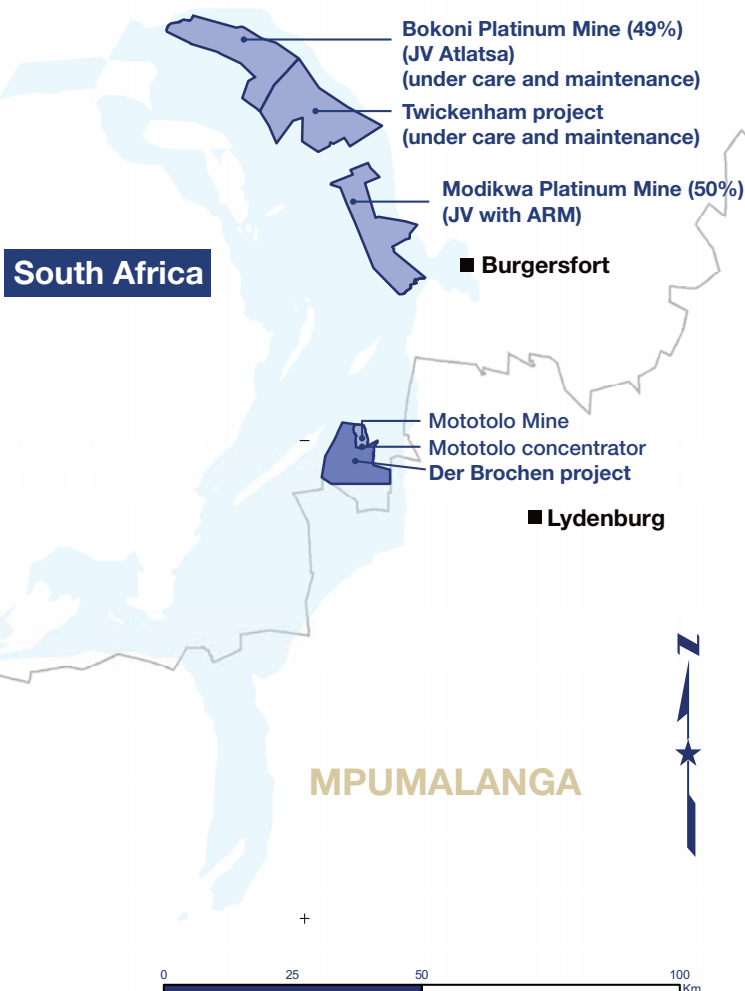 Bokoni Platinum Mine (49%)
(JV Atlatsa)
(under care and maintenance)
Twickenham project
(under care and maintenance)
Modikwa Platinum Mine (50%)
(JV with ARM)
South Africa
Burgersfort
Mototolo Mine
Mototolo concentrator
Der Brochen project
Lydenburg
N
MPUMALANGA
0 25 50 100
Km